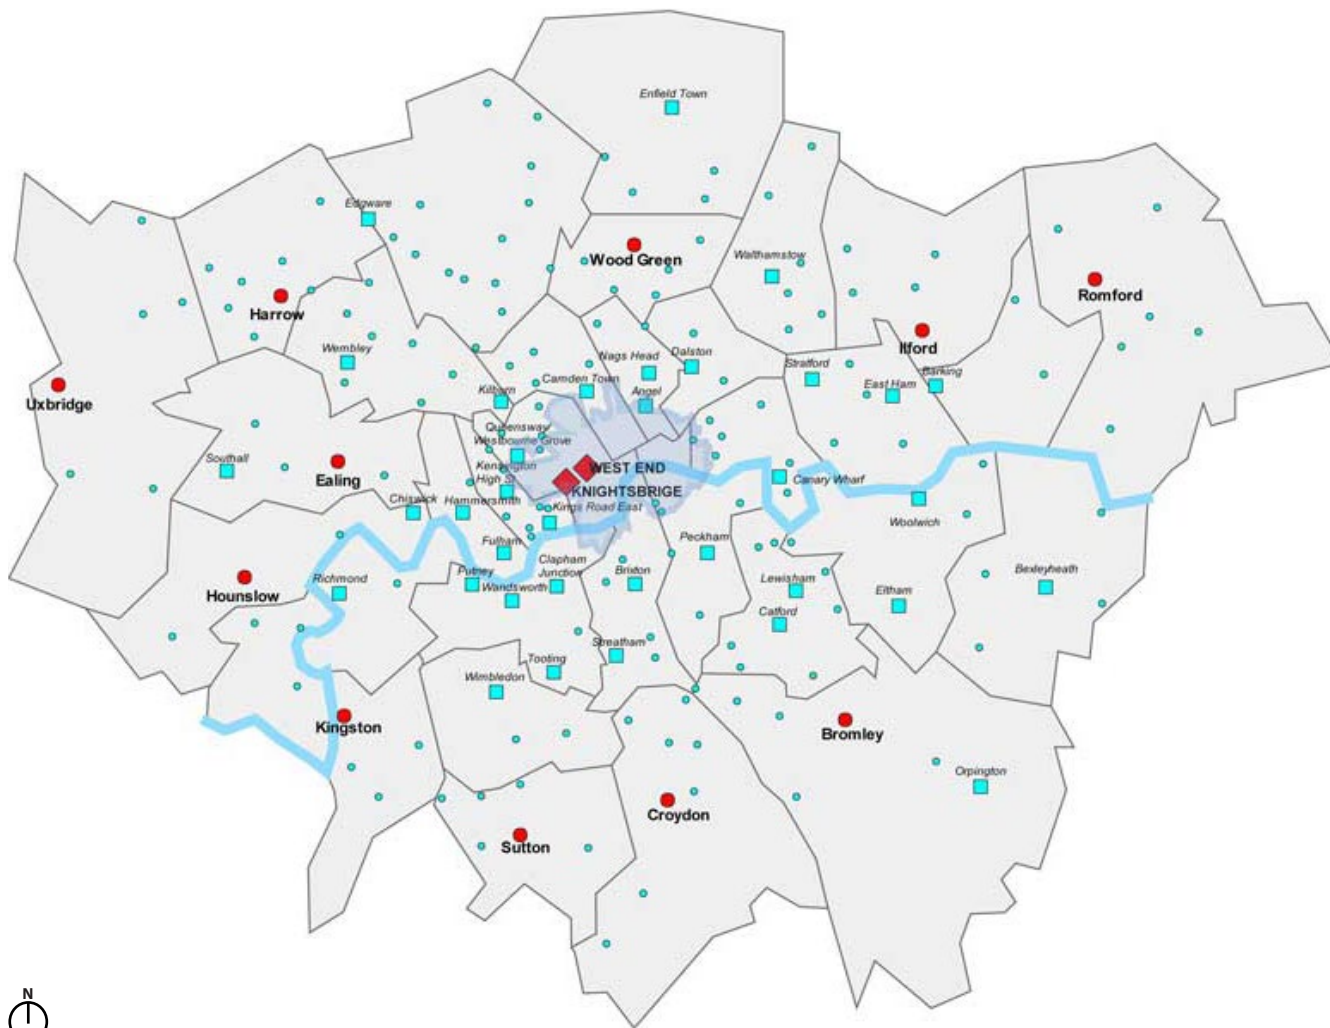 Enfield Town
Edgware
Wood Green
Walthamstow
Harrow
Romford
Wembley
Nags Head
Dalston
Ilford
Stratford
Barking
Uxbridge
Kilborn
Camden Town
Angel
East Ham
Queensway/
Westbourne Grove
Southall
Ealing
Kensington
High St
WEST END
KNIGHTSBRIGE
Canary Wharf
Chiswick
Hammersmith
Kings Road East
Woolwich
Fulham
Clapham
Junction
Peckham
Hounslow
Richmond
Putney
Wandsworth
Brixton
Lewisham
Eltham
Bexleyheath
Catford
Streatham
Tooting
Wimbledon
Kingston
Bromley
Orpington
Croydon
Sutton
N